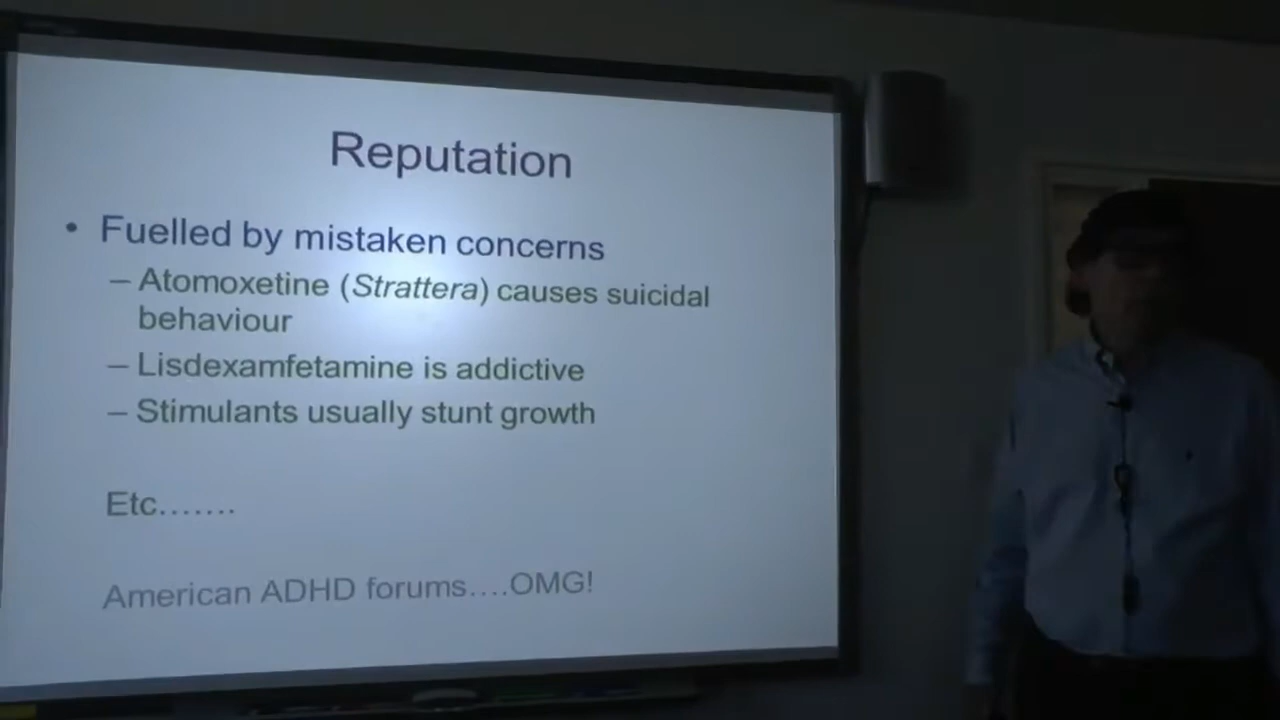 Reputation
• Fuelled by mistaken concerns
– Atomoxetine (Strattera) causes suicidal
behaviour
– Lisdexamfetamine is addictive
– Stimulants usually stunt growth
Etc.......
American ADHD forums....OMG!